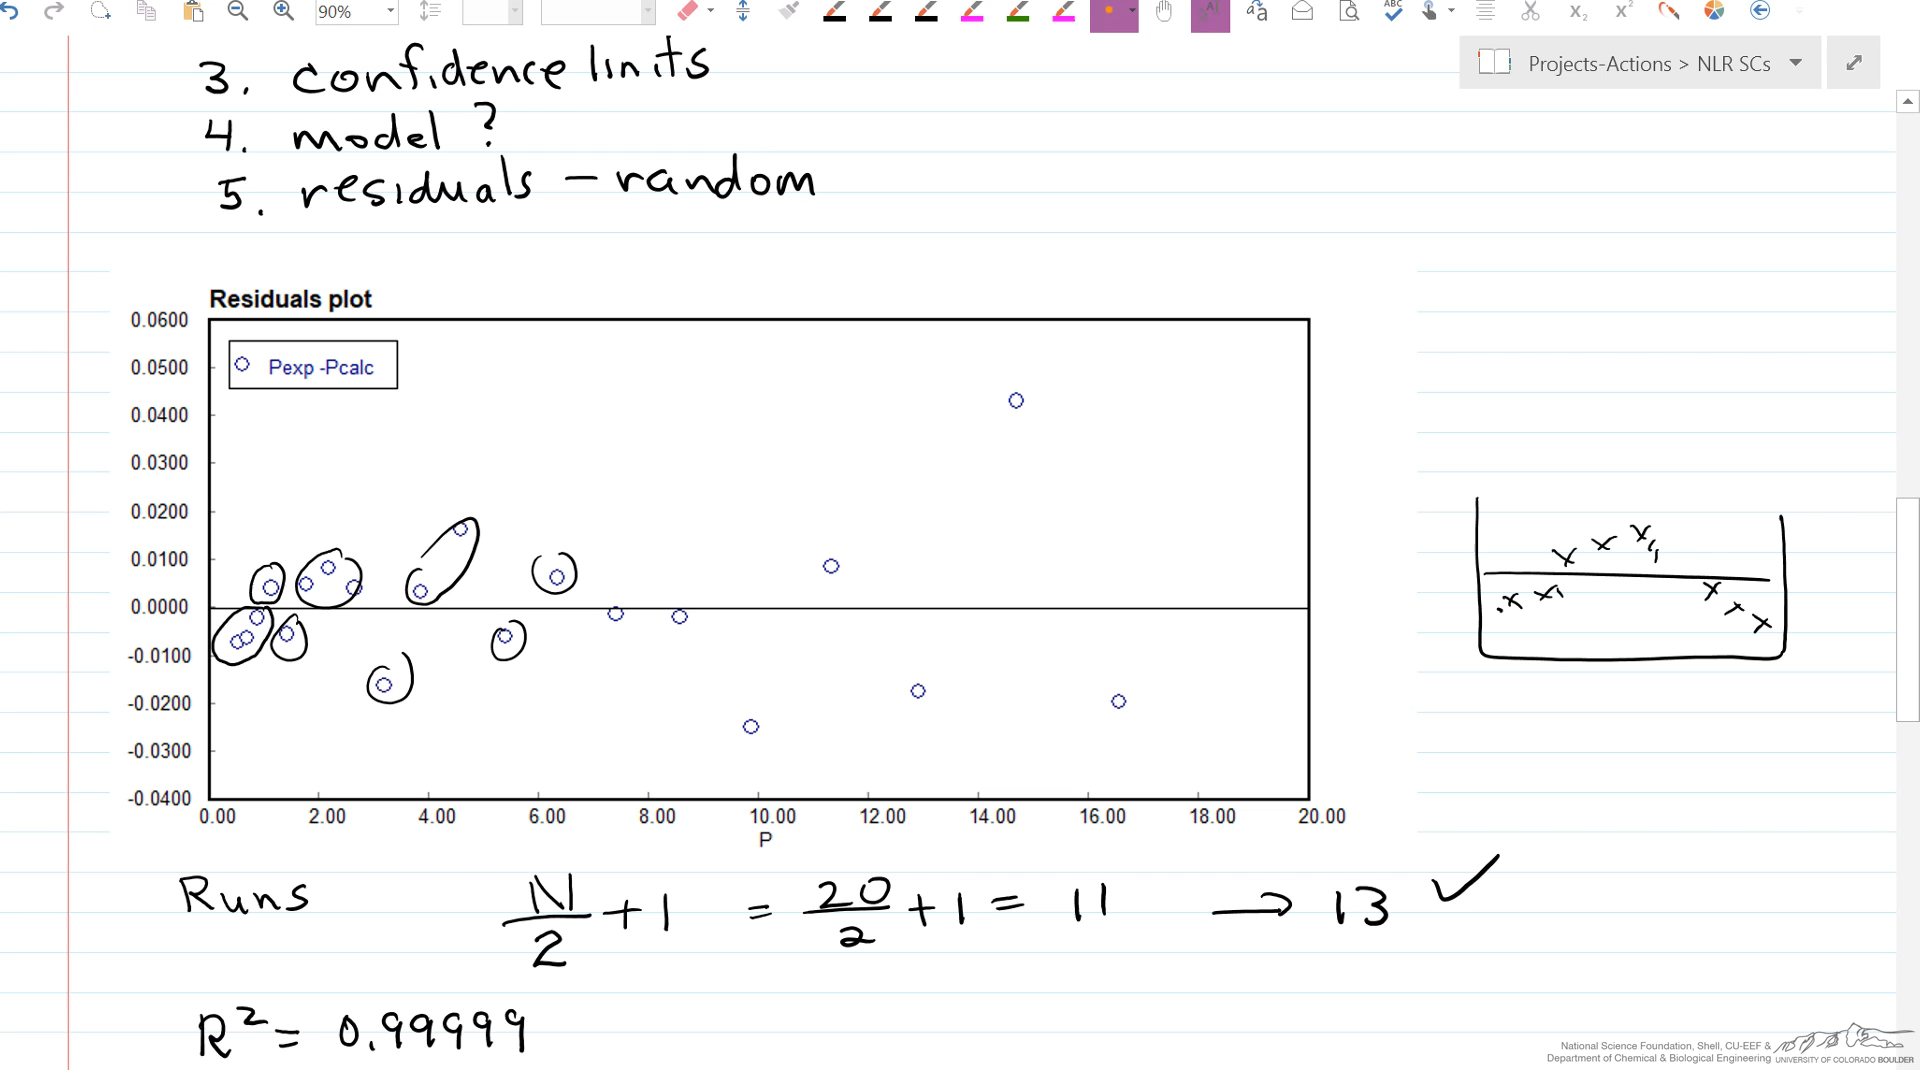 90%
ABC
Projects-Actions > NLR SCs
3. confidence limits
4. model ?
5. residuals - random
Residuals plot
Pexp -Pcalc
0.0600
0.0500
0.0400
0.0300
0.0200
0.0100
0.0000
-0.0100
-0.0200
-0.0300
-0.0400
0.00 2.00 4.00 6.00 8.00 10.00 12.00 14.00 16.00 18.00 20.00
P
Runs N/2 + 1 = 20/2 + 1 = 11 → 13 ✓
R² = 0.99999
National Science Foundation, Shell, CU-EEF &
Department of Chemical & Biological Engineering UNIVERSITY OF COLORADO BOULDER